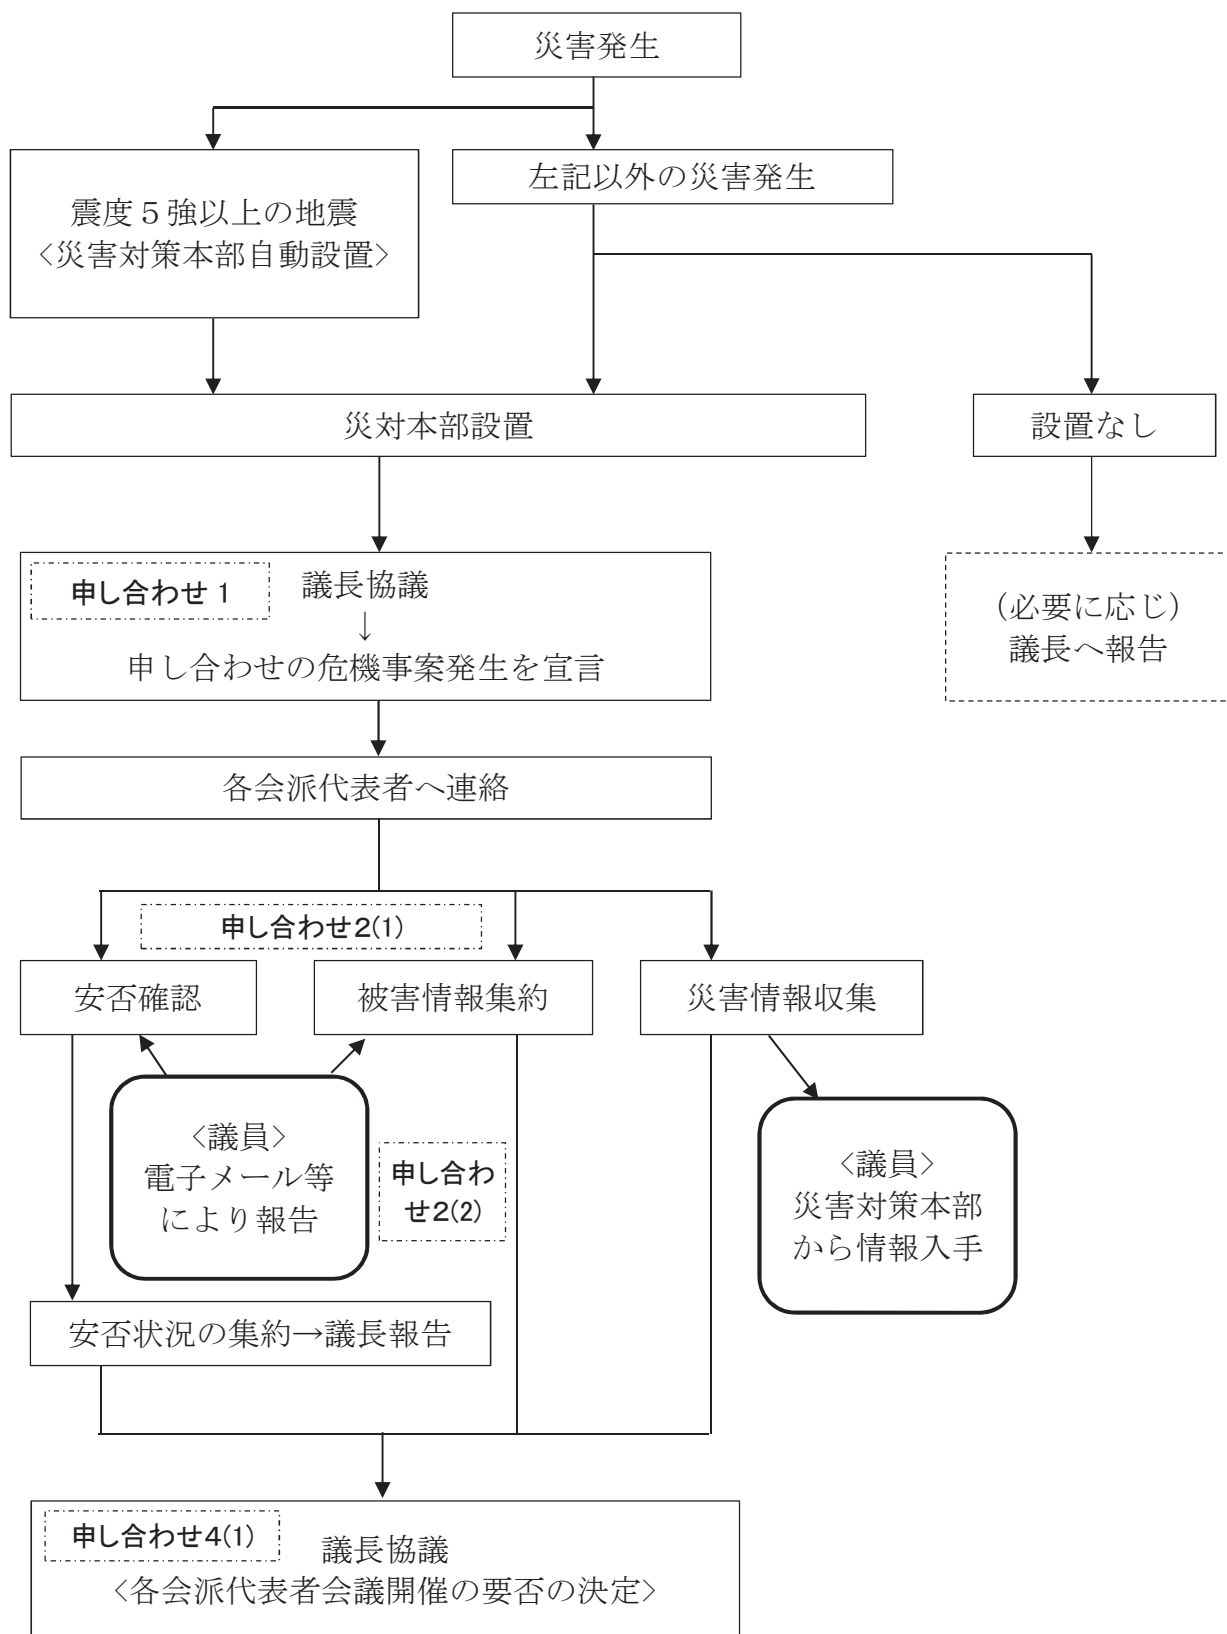 災害発生
左記以外の災害発生
震度５強以上の地震
<災害対策本部自動設置>
災対本部設置
設置なし
申し合わせ１
議長協議
↓
申し合わせの危機事案発生を宣言
（必要に応じ）
議長へ報告
各会派代表者へ連絡
申し合わせ２(1)
安否確認
被害情報集約
災害情報収集
<議員>
電子メール等
により報告
申し合わ
せ２(2)
<議員>
災害対策本部
から情報入手
安否状況の集約→議長報告
申し合わせ４(1)
議長協議
<各会派代表者会議開催の要否の決定>